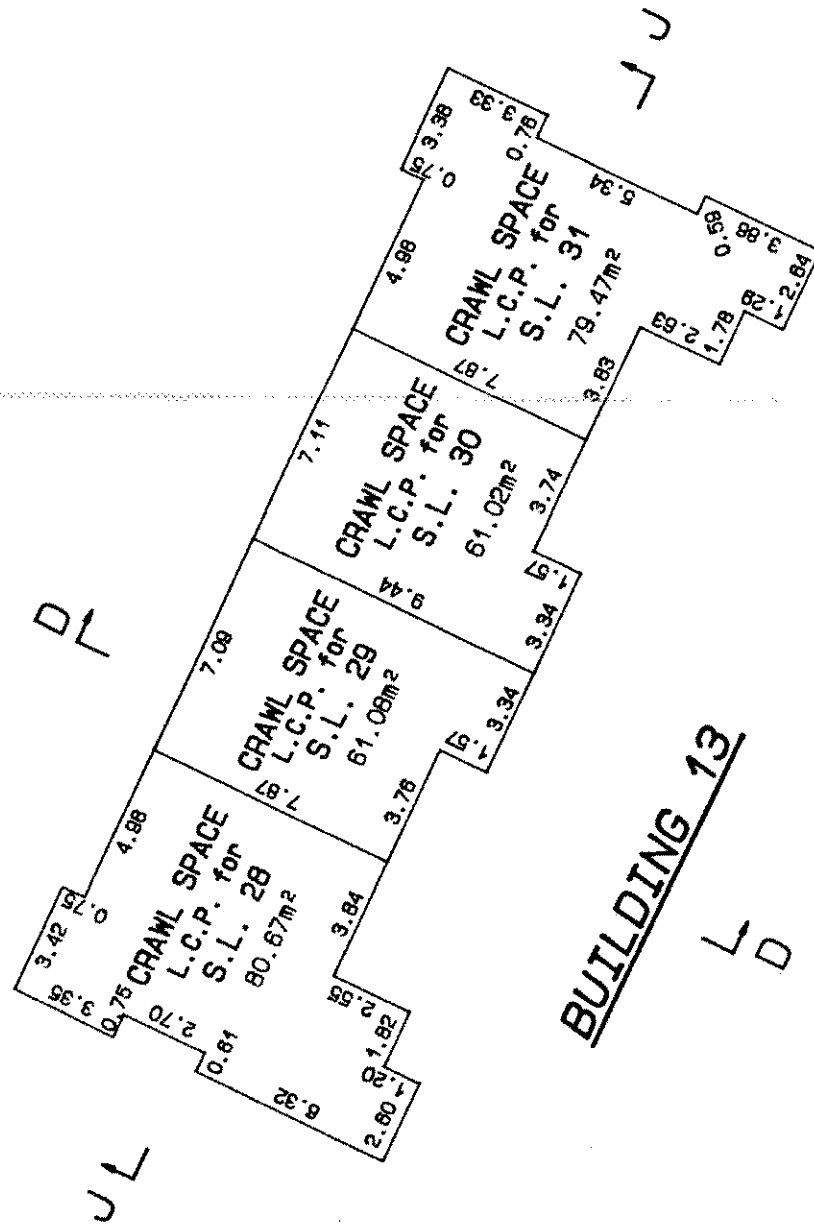 J
3.38
3.33
0.75
0.76
4.98
5.34
CRAWL SPACE
L.C.P. for
S.L. 31
79.47m²
0.59
3.88
1.29
2.64
1.78
2.63
3.83
7.87
7.11
CRAWL SPACE
L.C.P. for
S.L. 30
61.02m²
3.74
1.57
3.34
9.44
D
7.09
CRAWL SPACE
L.C.P. for
S.L. 29
61.08m²
3.34
1.57
3.76
7.87
4.98
0.75
3.42
3.35
0.75
CRAWL SPACE
L.C.P. for
S.L. 28
80.67m²
2.70
0.61
6.32
3.84
2.55
1.82
1.20
2.60
J
D
BUILDING 13